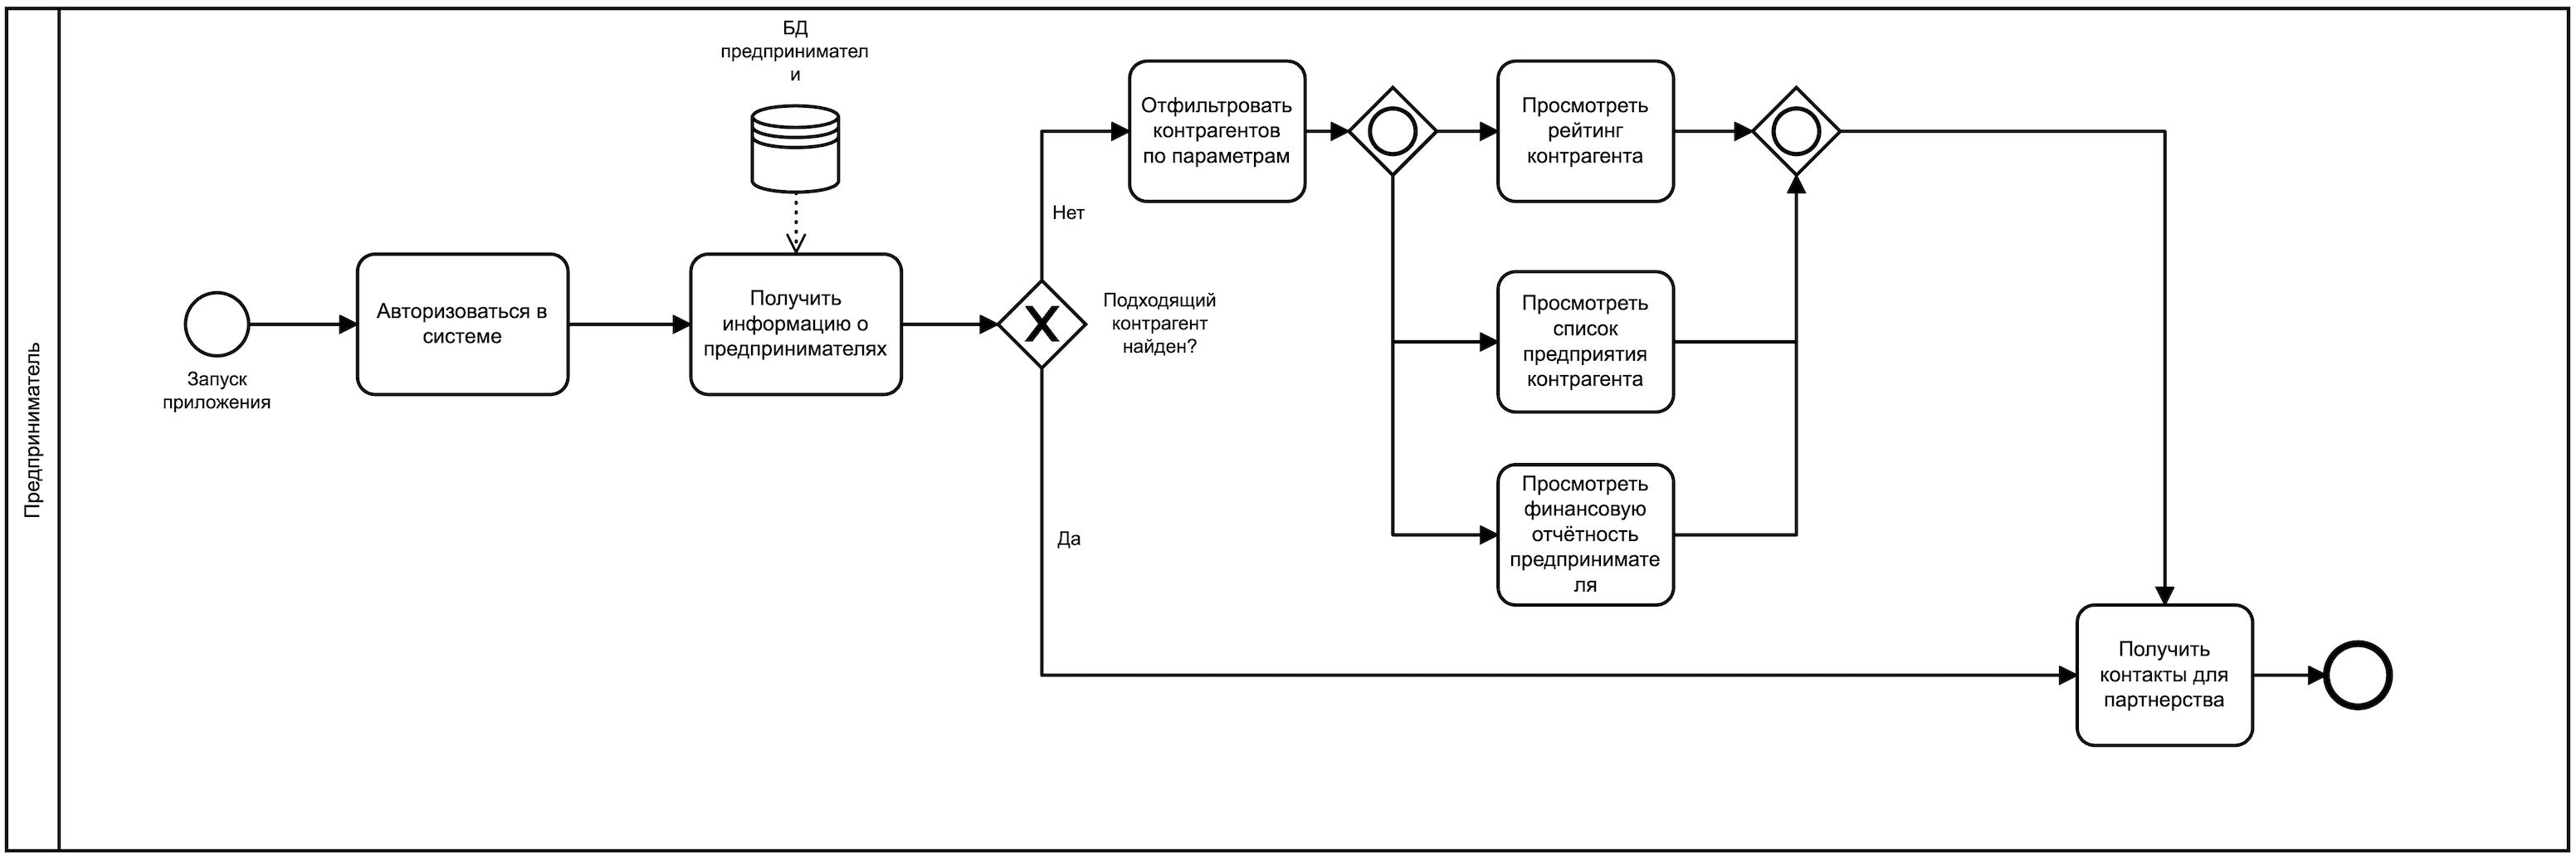 Предприниматель
БД
предпринимател
и
Запуск
приложения
Авторизоваться в
системе
Получить
информацию о
предпринимателях
Нет
Подходящий
контрагент
найден?
Да
Отфильтровать
контрагентов
по параметрам
Просмотреть
рейтинг
контрагента
Просмотреть
список
предприятия
контрагента
Просмотреть
финансовую
отчётность
предпринимате
ля
Получить
контакты для
партнерства